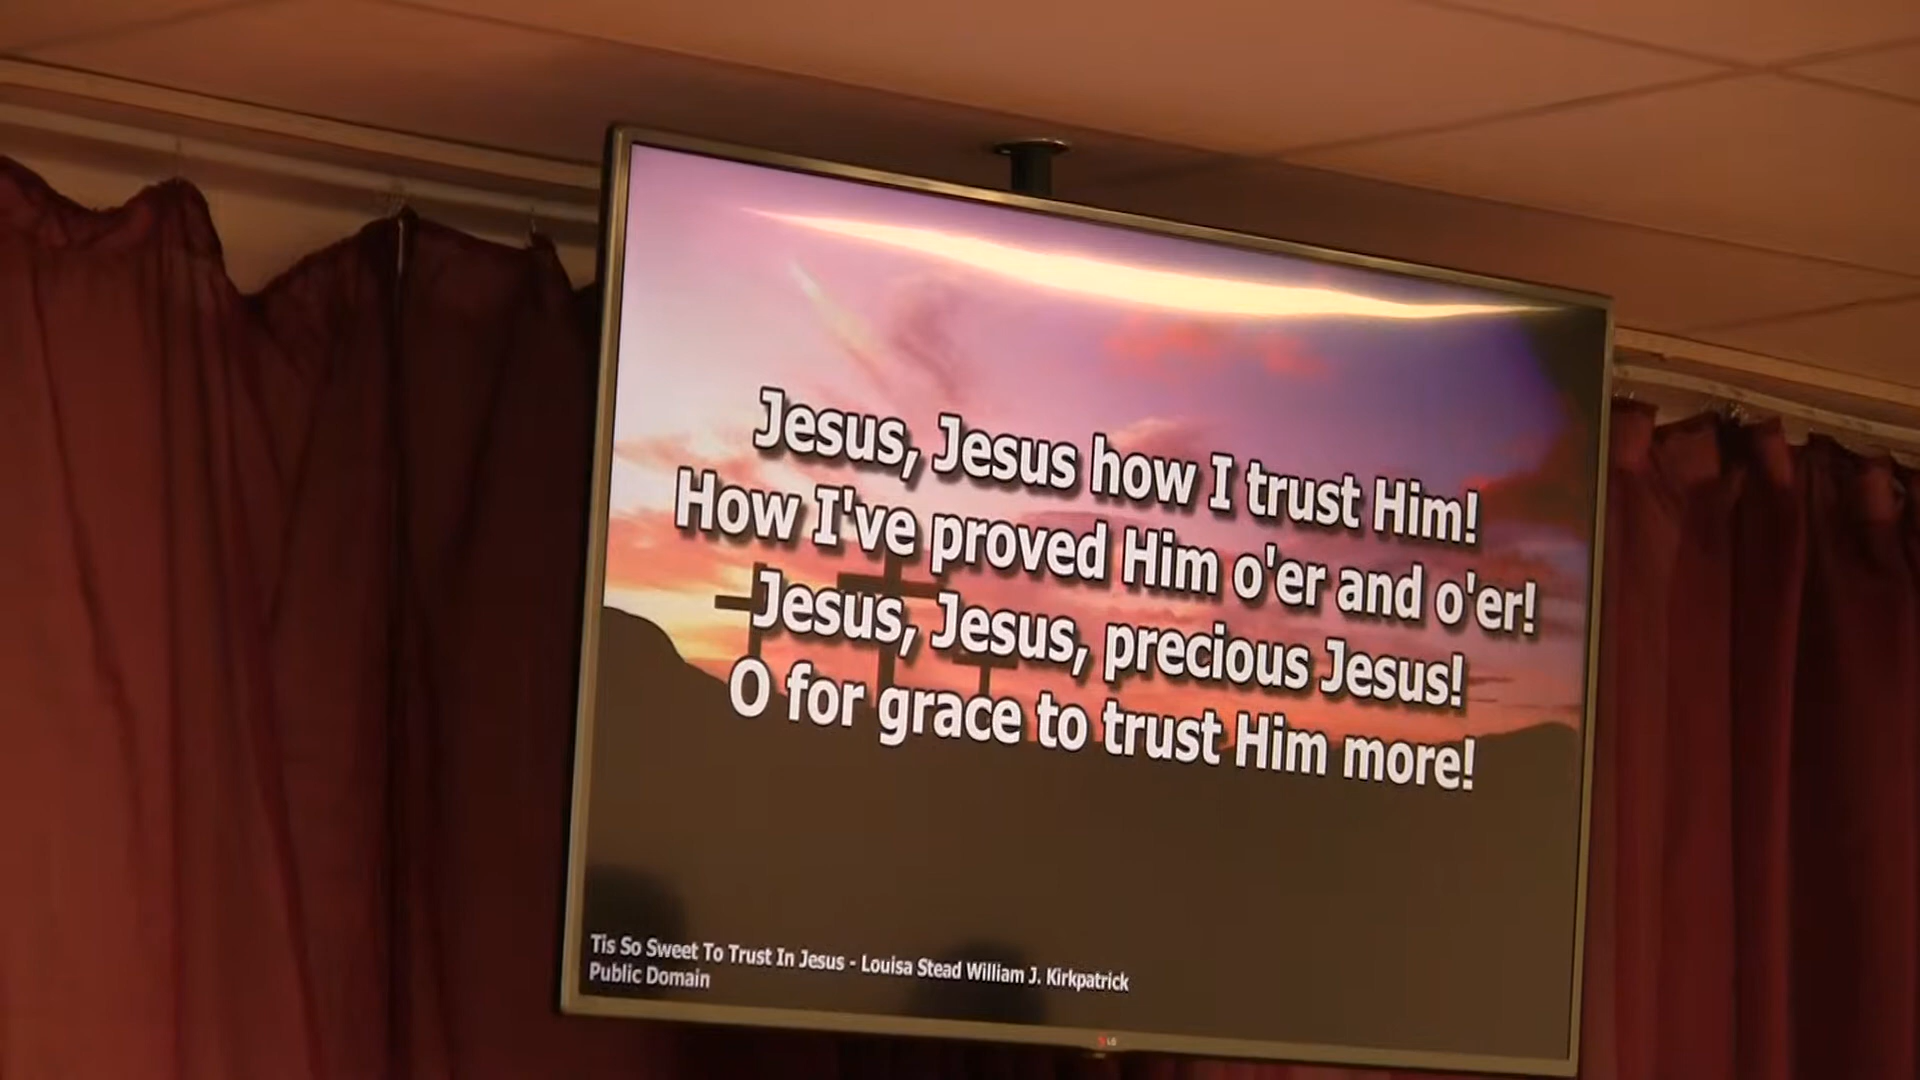 Jesus, Jesus how I trust Him!
How I've proved Him o'er and o'er!
Jesus, Jesus, precious Jesus!
O for grace to trust Him more!
Tis So Sweet To Trust In Jesus - Louisa Stead William J. Kirkpatrick
Public Domain
LG